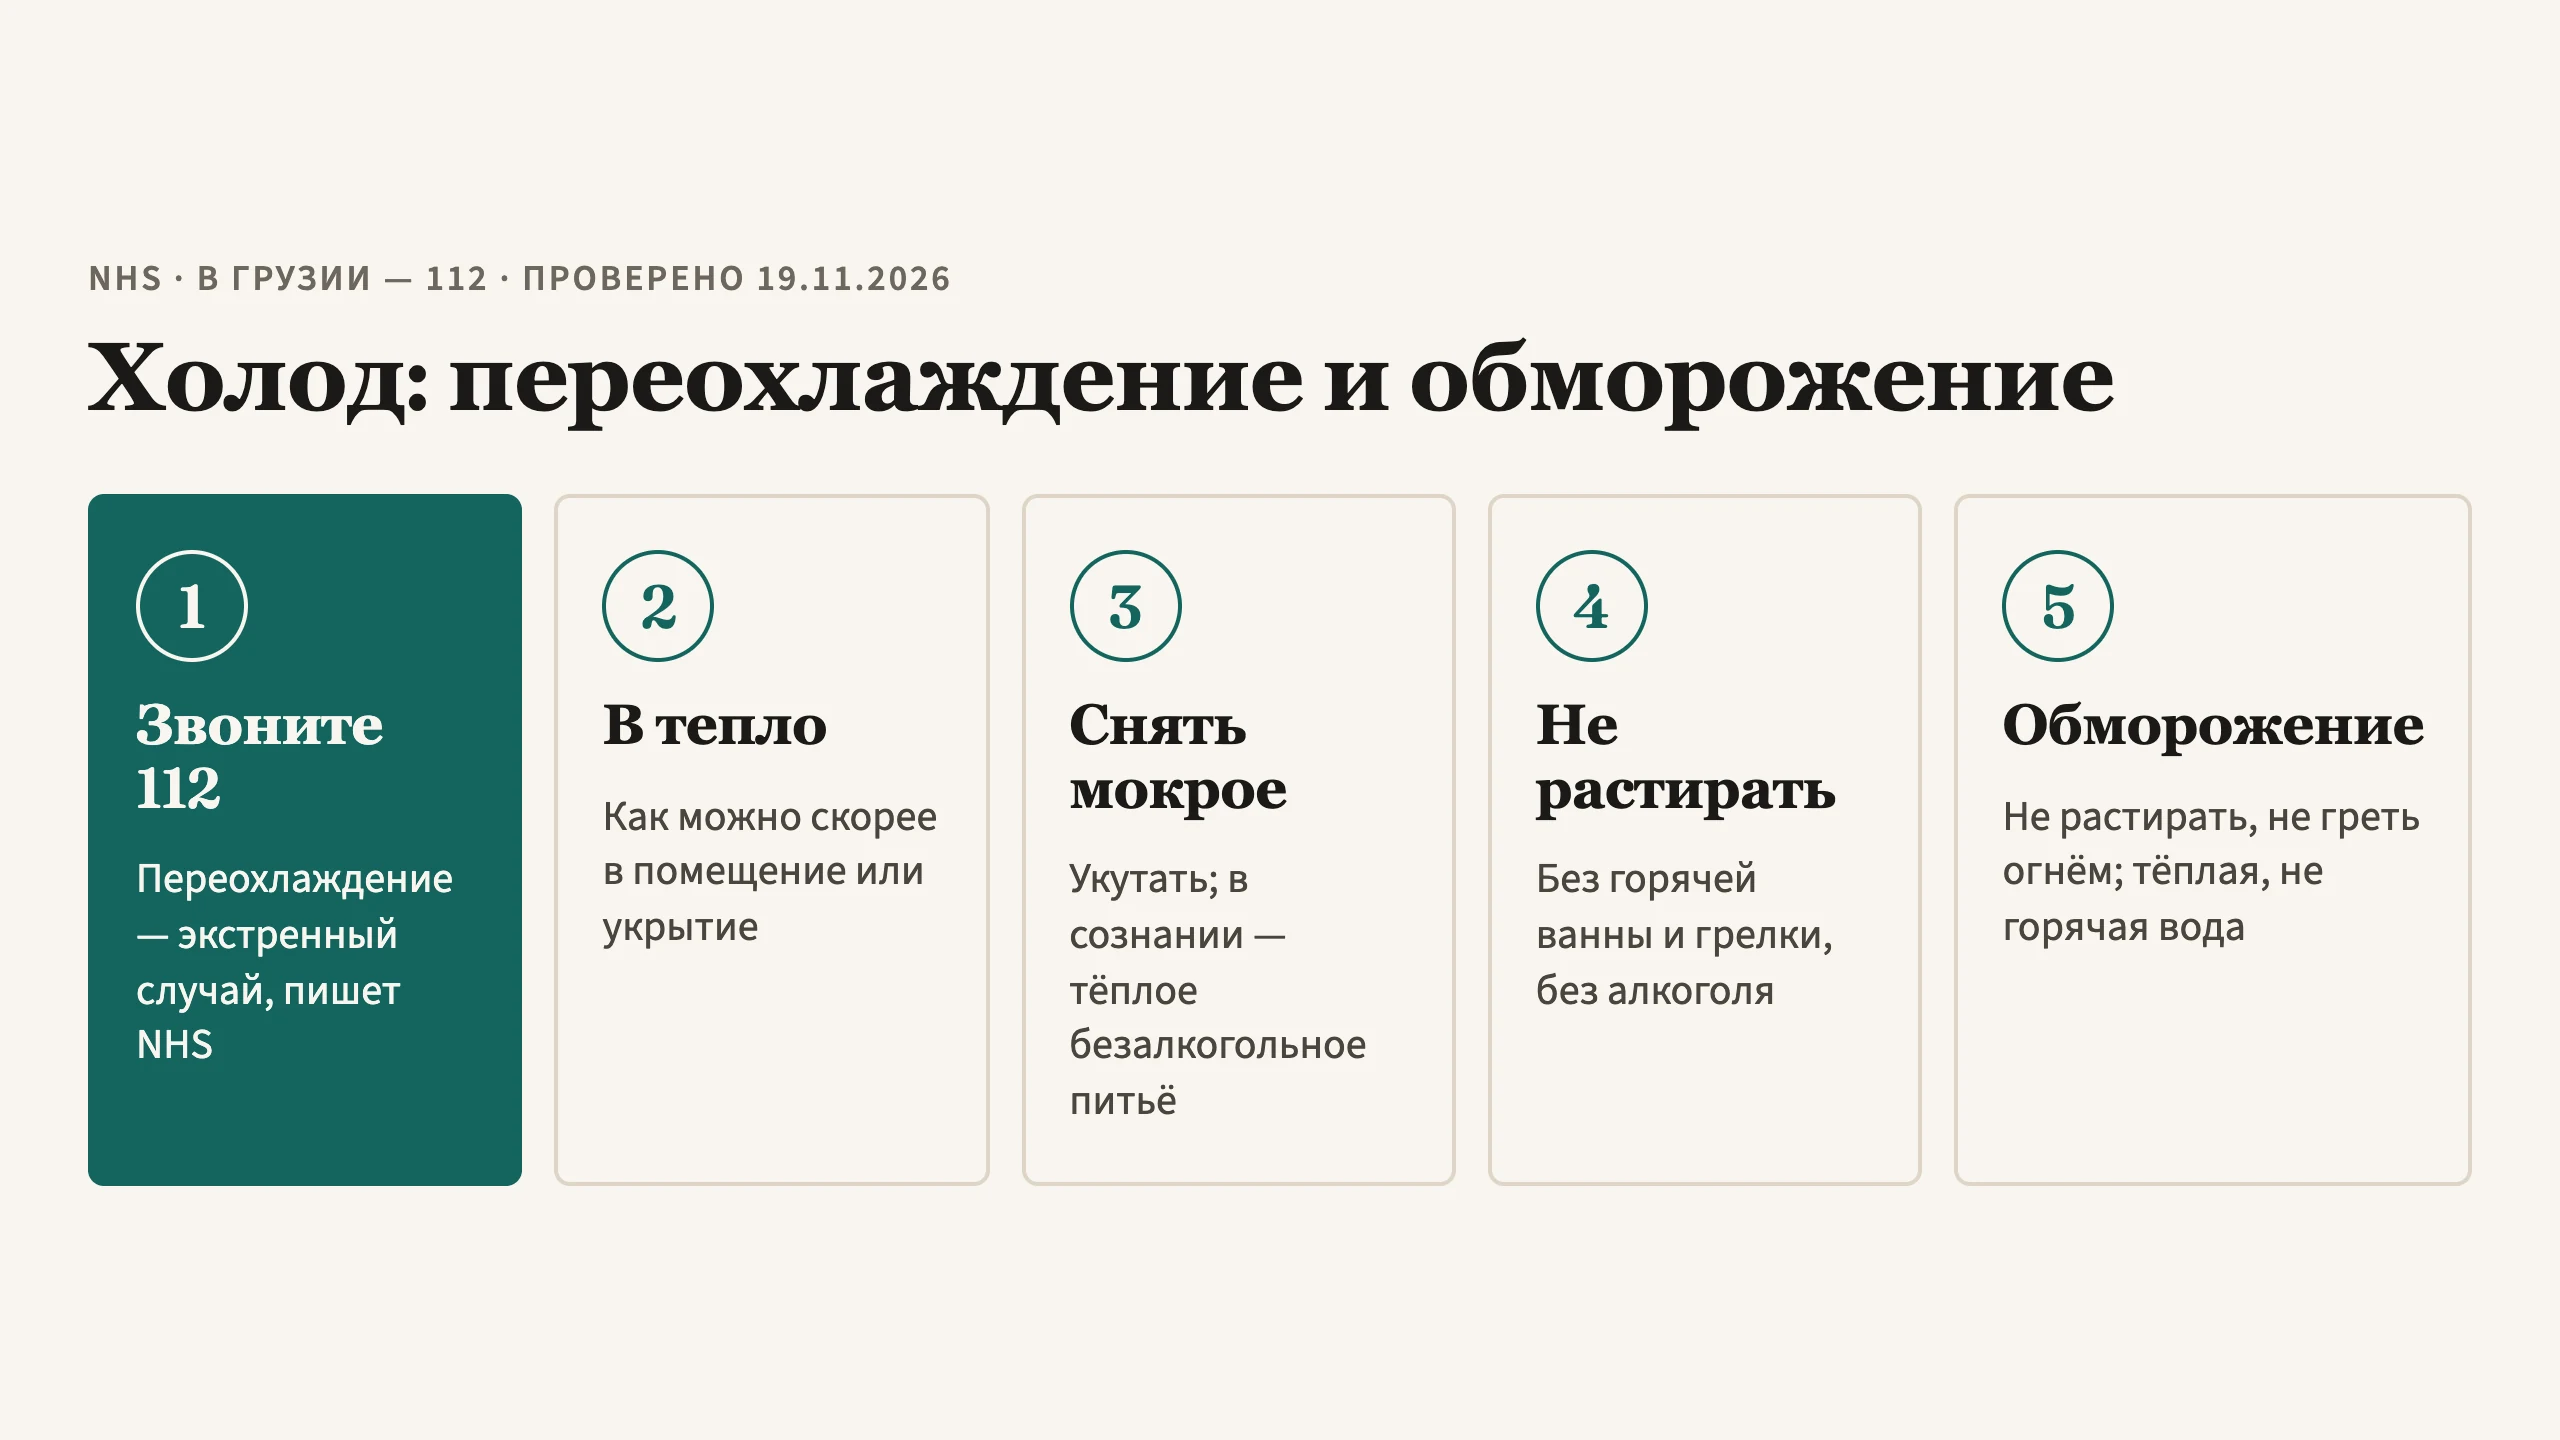 NHS · В ГРУЗИИ — 112 · ПРОВЕРЕНО 19.11.2026
Холод: переохлаждение и обморожение
1
Звоните
112
Переохлаждение
— экстренный
случай, пишет
NHS
2
В тепло
Как можно скорее
в помещение или
укрытие
3
Снять
мокрое
Укутать; в
сознании —
тёплое
безалкогольное
питьё
4
Не
растирать
Без горячей
ванны и грелки,
без алкоголя
5
Обморожение
Не растирать, не греть
огнём; тёплая, не
горячая вода